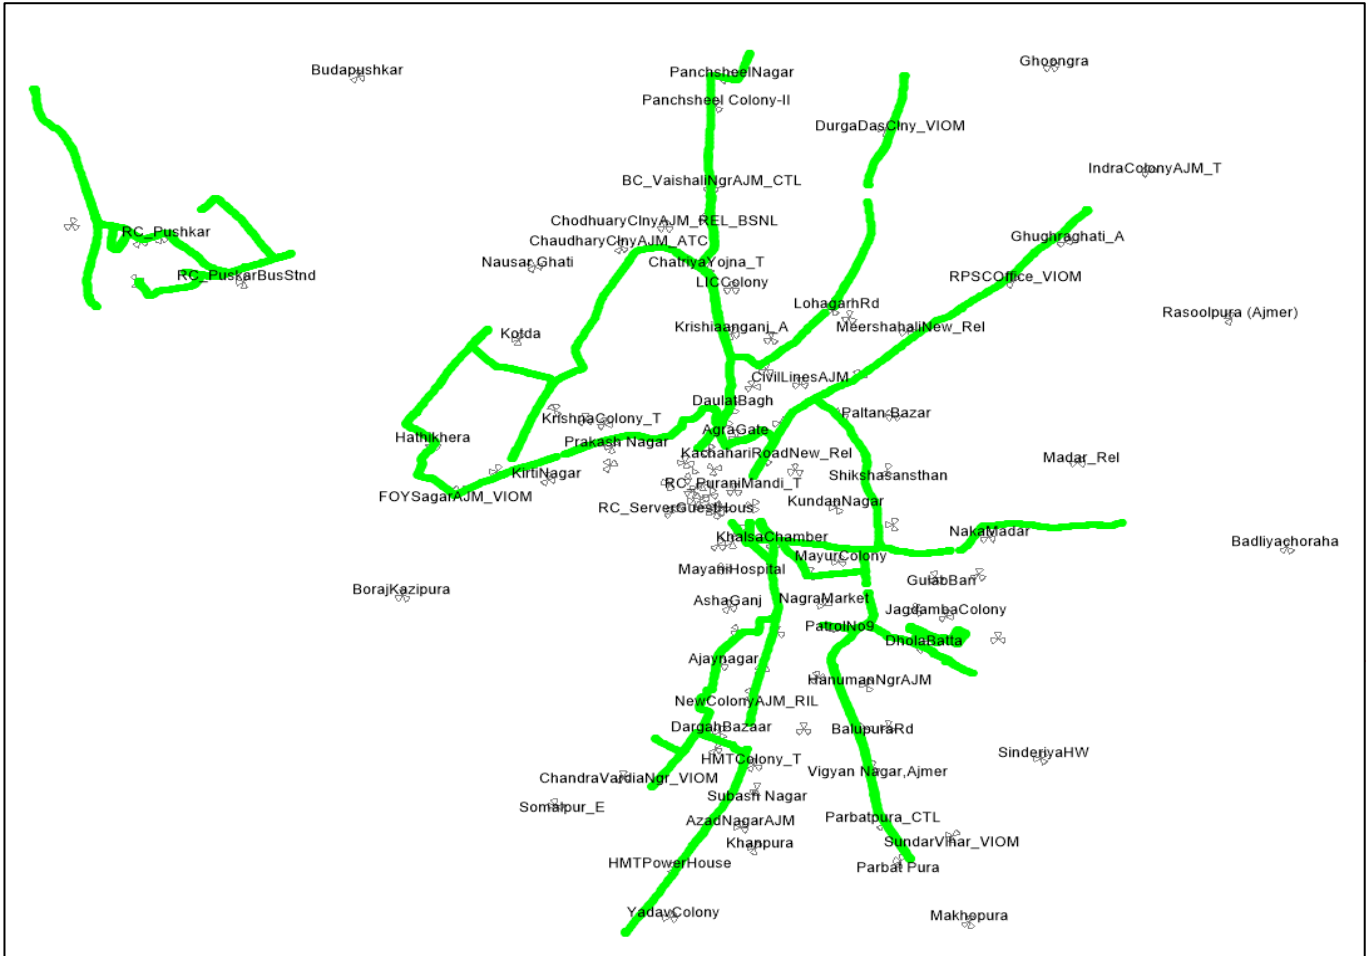 Budapushkar
PanchsheelNagar
Ghoongra
Panchsheel Colony-II
DurgaDasClny_VIOM
IndraColonyAJM_T
BC_VaishaliNgrAJM_CTL
ChodhuaryClnyAJM_REL_BSNL
RC_Pushkar
ChaudharyClnyAJM_ATC
Ghughraghati_A
Nausar Ghati
ChatriyaYojna_T
RC_PuskarBusStnd
LICColony
RPSCOffice_VIOM
LohagarhRd
Rasoolpura (Ajmer)
Kotda
Krishiaanganj_A
MeershahaliNew_Rel
CivilLinesAJM
DaulatBagh
KrishnaColony_T
Paltan Bazar
Hathikhera
Prakash Nagar
AgraGate
KachahariRoadNew_Rel
Madar_Rel
KirtiNagar
Shikshasansthan
RC_PuraniMandi_T
FOYSagarAJM_VIOM
RC_ServerGuestHous
KundanNagar
KhalsaChamber
NakaMadar
Badliyachoraha
MayurColony
MayaniHospital
GulabBari
BorajKazipura
AshaGanj
NagraMarket
JagdambaColony
PatrolNo9
DholaBatta
Ajaynagar
HanumanNgrAJM
NewColonyAJM_RIL
DargahBazaar
BalupuraRd
SinderiyaHW
HMTColony_T
ChandraVardiaNgr_VIOM
Vigyan Nagar,Ajmer
Somalpur_E
Subash Nagar
AzadNagarAJM
Parbatpura_CTL
Khanpura
SundarVihar_VIOM
HMTPowerHouse
Parbat Pura
YadavColony
Makhopura